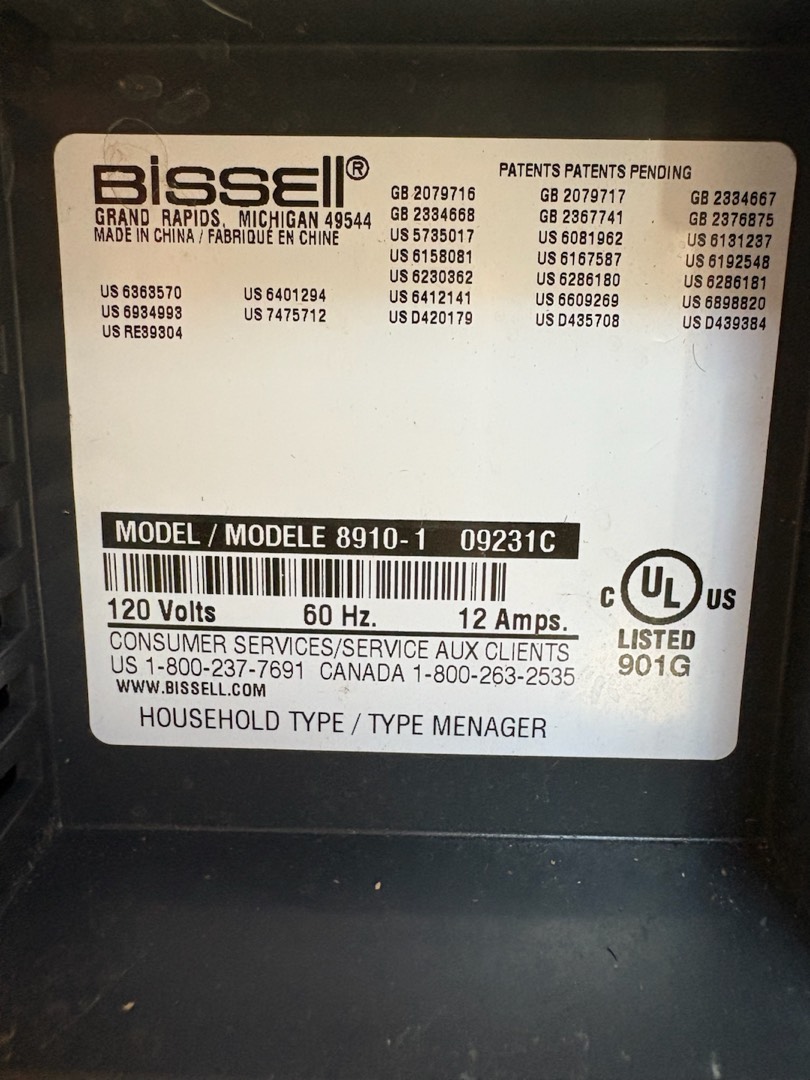 BISSELL®
GRAND RAPIDS, MICHIGAN 49544
MADE IN CHINA / FABRIQUÉ EN CHINE
PATENTS PATENTS PENDING
GB 2079716 GB 2079717 GB 2334667
GB 2334668 GB 2367741 GB 2376875
US 5735017 US 6081962 US 6131237
US 6158081 US 6167587 US 6192548
US 6230362 US 6286180 US 6286181
US 6363570 US 6401294 US 6412141 US 6609269 US 6898820
US 6934993 US 7475712 US D420179 US D435708 US D439384
US RE39304
MODEL / MODELE 8910-1 09231C
120 Volts 60 Hz. 12 Amps.
CONSUMER SERVICES/SERVICE AUX CLIENTS
US 1-800-237-7691 CANADA 1-800-263-2535
WWW.BISSELL.COM
HOUSEHOLD TYPE / TYPE MENAGER
C UL US
LISTED
901G